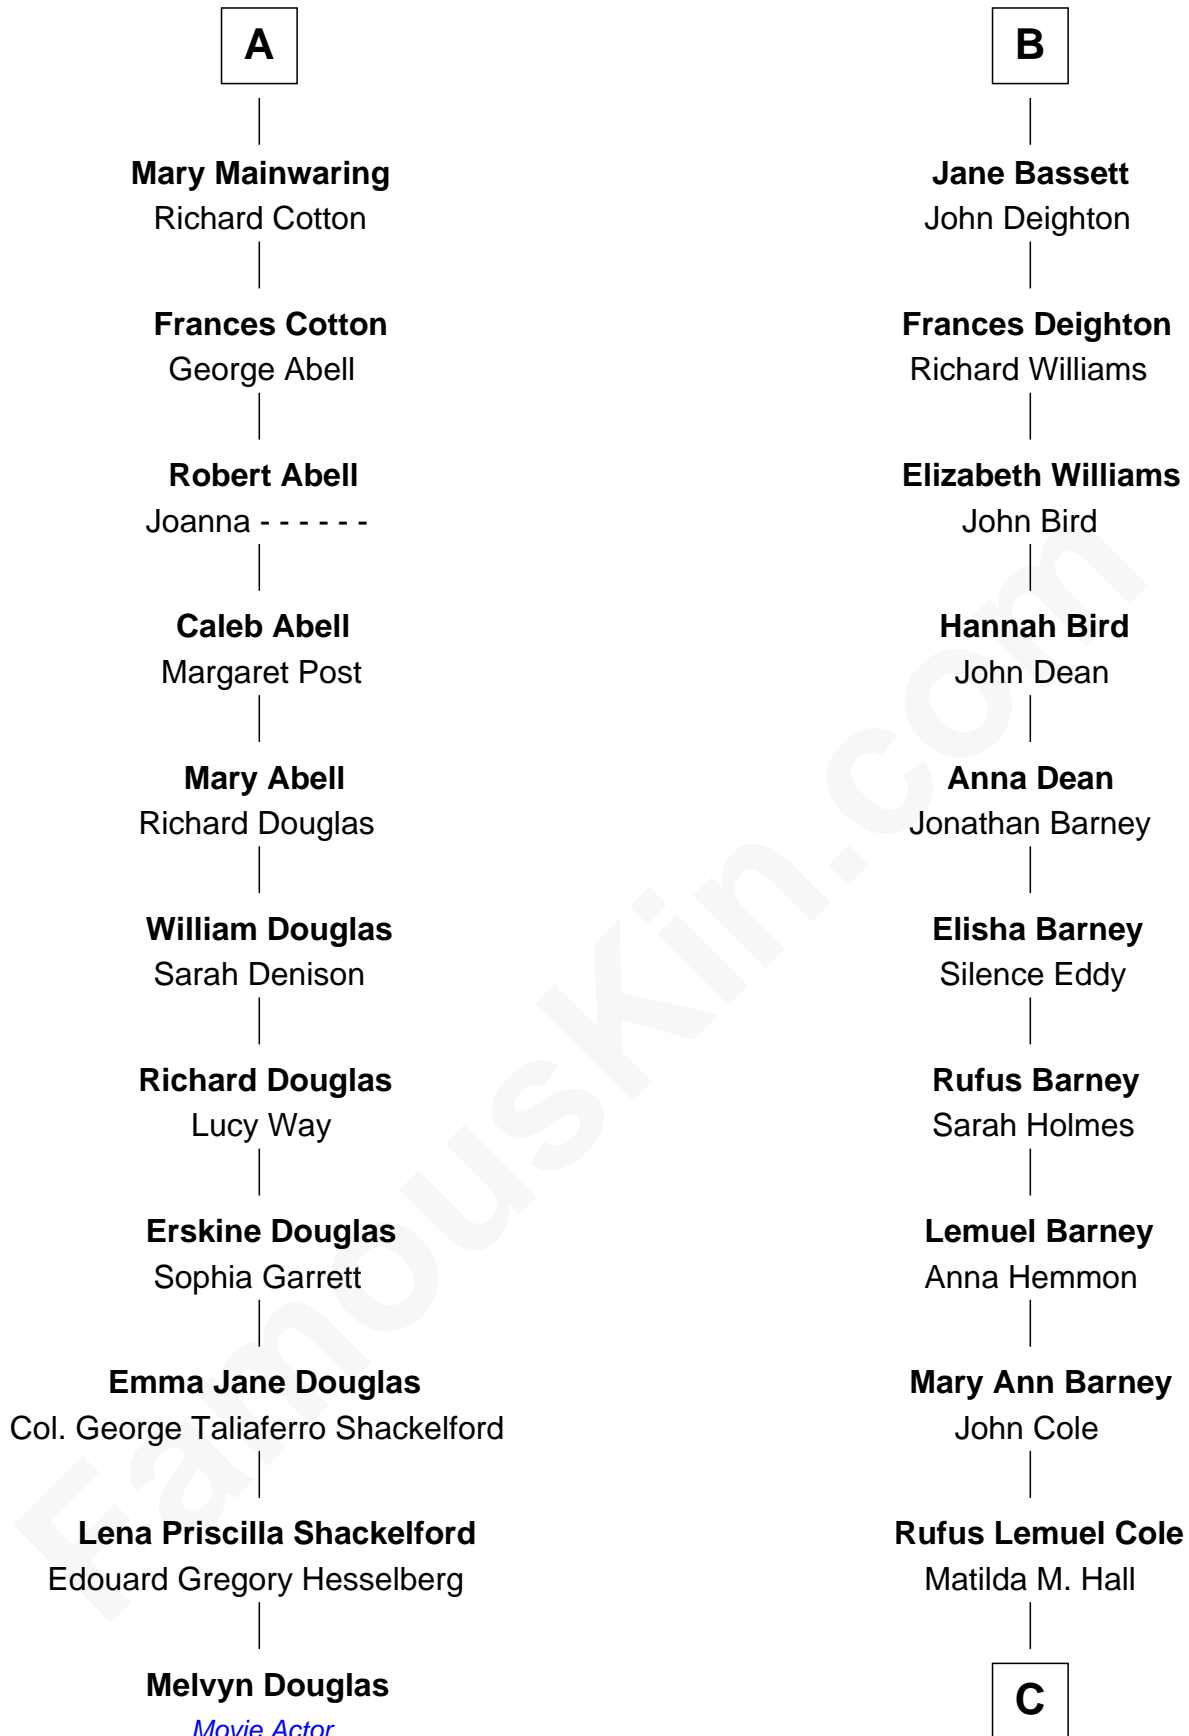 A
Mary Mainwaring
Richard Cotton
Frances Cotton
George Abell
Robert Abell
Joanna - - - - - -
Caleb Abell
Margaret Post
Mary Abell
Richard Douglas
William Douglas
Sarah Denison
Richard Douglas
Lucy Way
Erskine Douglas
Sophia Garrett
Emma Jane Douglas
Col. George Taliaferro Shackelford
Lena Priscilla Shackelford
Edouard Gregory Hesselberg
Melvyn Douglas
Movie Actor
B
Jane Bassett
John Deighton
Frances Deighton
Richard Williams
Elizabeth Williams
John Bird
Hannah Bird
John Dean
Anna Dean
Jonathan Barney
Elisha Barney
Silence Eddy
Rufus Barney
Sarah Holmes
Lemuel Barney
Anna Hemmon
Mary Ann Barney
John Cole
Rufus Lemuel Cole
Matilda M. Hall
C
FamousKin.com